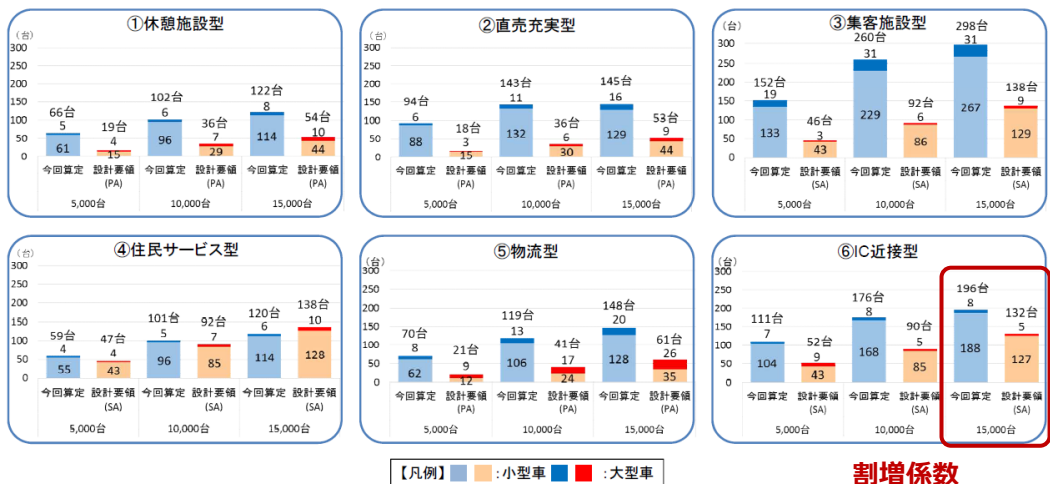 ①休憩施設型
(台)
300
250
200
150
100
50
0
66台
5
61
19台
4
15
102台
6
96
36台
7
29
122台
8
114
54台
10
44
今回算定 設計要領 今回算定 設計要領 今回算定 設計要領
(PA) (PA) (PA)
5,000台 10,000台 15,000台
②直売充実型
(台)
300
250
200
150
100
50
0
94台
6
88
18台
3
15
143台
11
132
36台
6
30
145台
16
129
53台
9
44
今回算定 設計要領 今回算定 設計要領 今回算定 設計要領
(PA) (PA) (PA)
5,000台 10,000台 15,000台
③集客施設型
(台)
300
250
200
150
100
50
0
152台
19
133
46台
3
43
260台
31
229
92台
6
86
298台
31
267
138台
9
129
今回算定 設計要領 今回算定 設計要領 今回算定 設計要領
(SA) (SA) (SA)
5,000台 10,000台 15,000台
④住民サービス型
(台)
300
250
200
150
100
50
0
59台
4
55
47台
4
43
101台
5
96
92台
7
85
120台
6
114
138台
10
128
今回算定 設計要領 今回算定 設計要領 今回算定 設計要領
(SA) (SA) (SA)
5,000台 10,000台 15,000台
⑤物流型
(台)
300
250
200
150
100
50
0
70台
8
62
21台
9
12
119台
13
106
41台
17
24
148台
20
128
61台
26
35
今回算定 設計要領 今回算定 設計要領 今回算定 設計要領
(PA) (PA) (PA)
5,000台 10,000台 15,000台
⑥IC近接型
(台)
300
250
200
150
100
50
0
111台
7
104
52台
9
43
176台
8
168
90台
5
85
196台
8
188
132台
5
127
今回算定 設計要領 今回算定 設計要領 今回算定 設計要領
(SA) (SA) (SA)
5,000台 10,000台 15,000台
【凡例】 :小型車 :大型車
割増係数